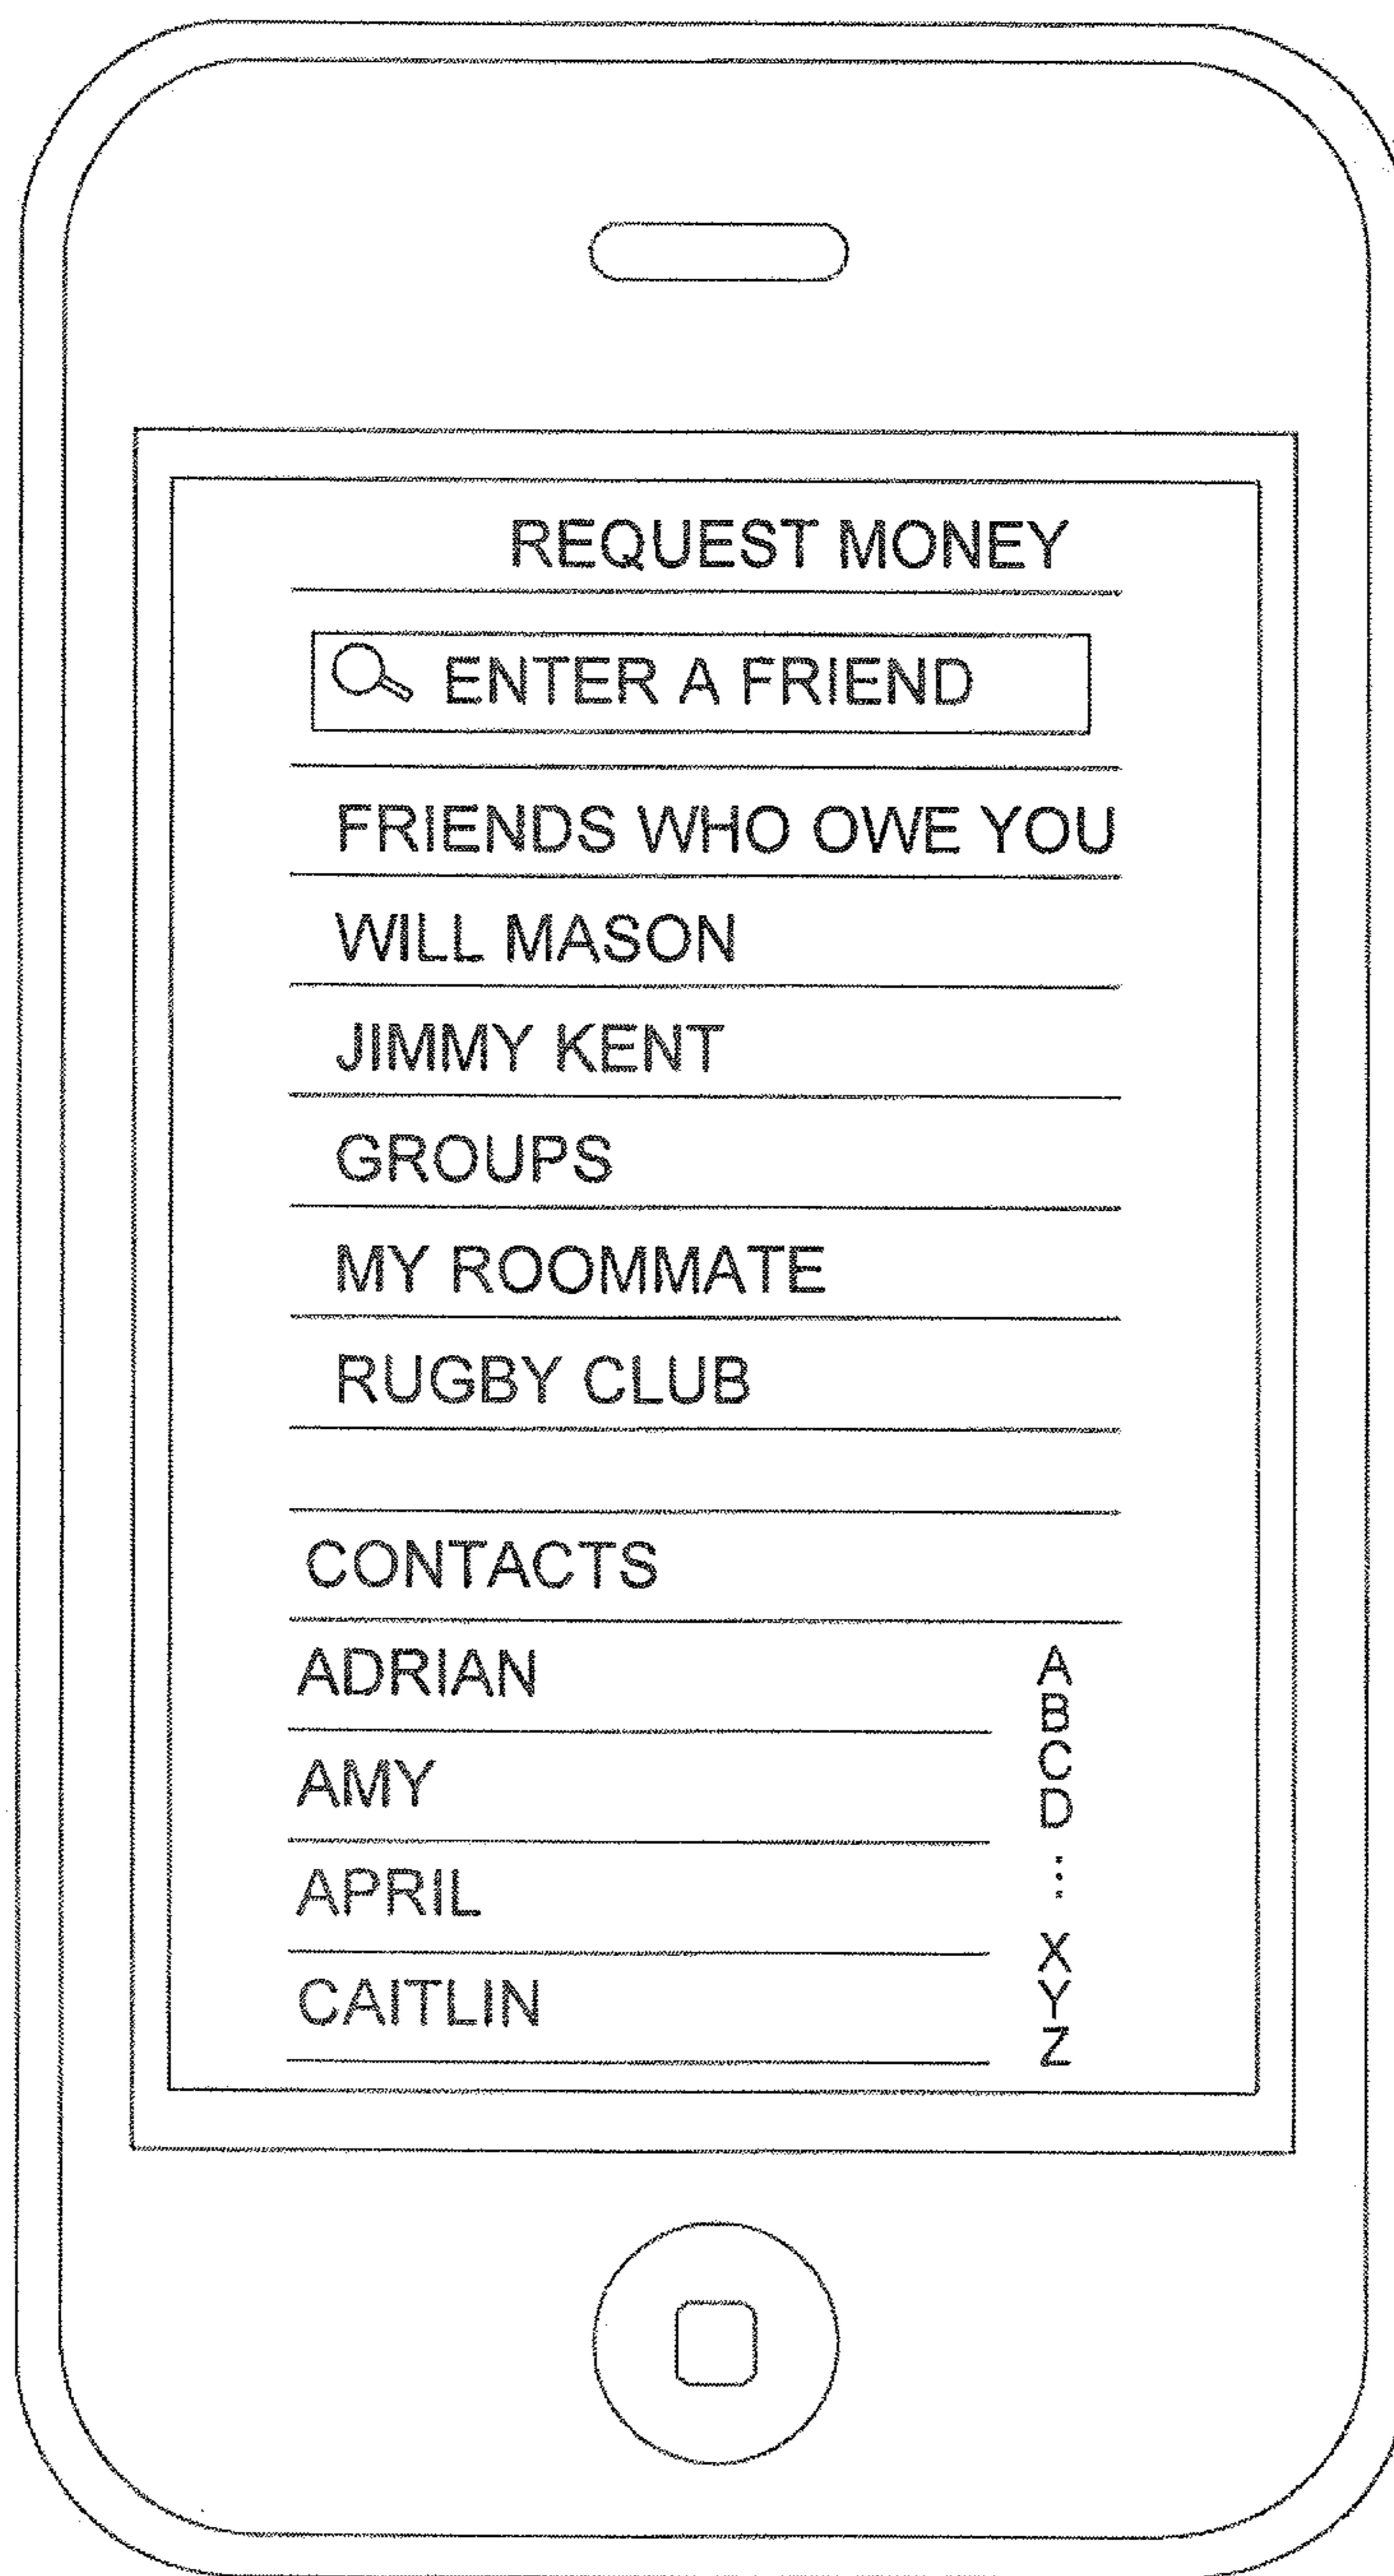 REQUEST MONEY
ENTER A FRIEND
FRIENDS WHO OWE YOU
WILL MASON
JIMMY KENT
GROUPS
MY ROOMMATE
RUGBY CLUB
CONTACTS
ADRIAN
AMY
APRIL
CAITLIN
A
B
C
D
⋮
X
Y
Z